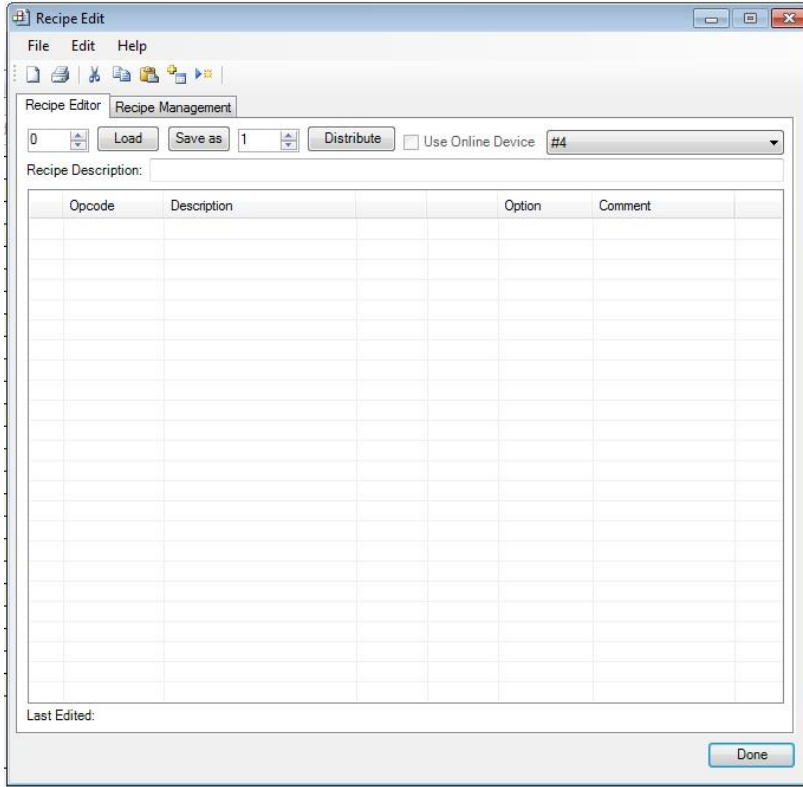 Recipe Edit
File Edit Help
Recipe Editor Recipe Management
0 Load Save as 1 Distribute Use Online Device #4
Recipe Description:
Opcode Description Option Comment
Last Edited:
Done